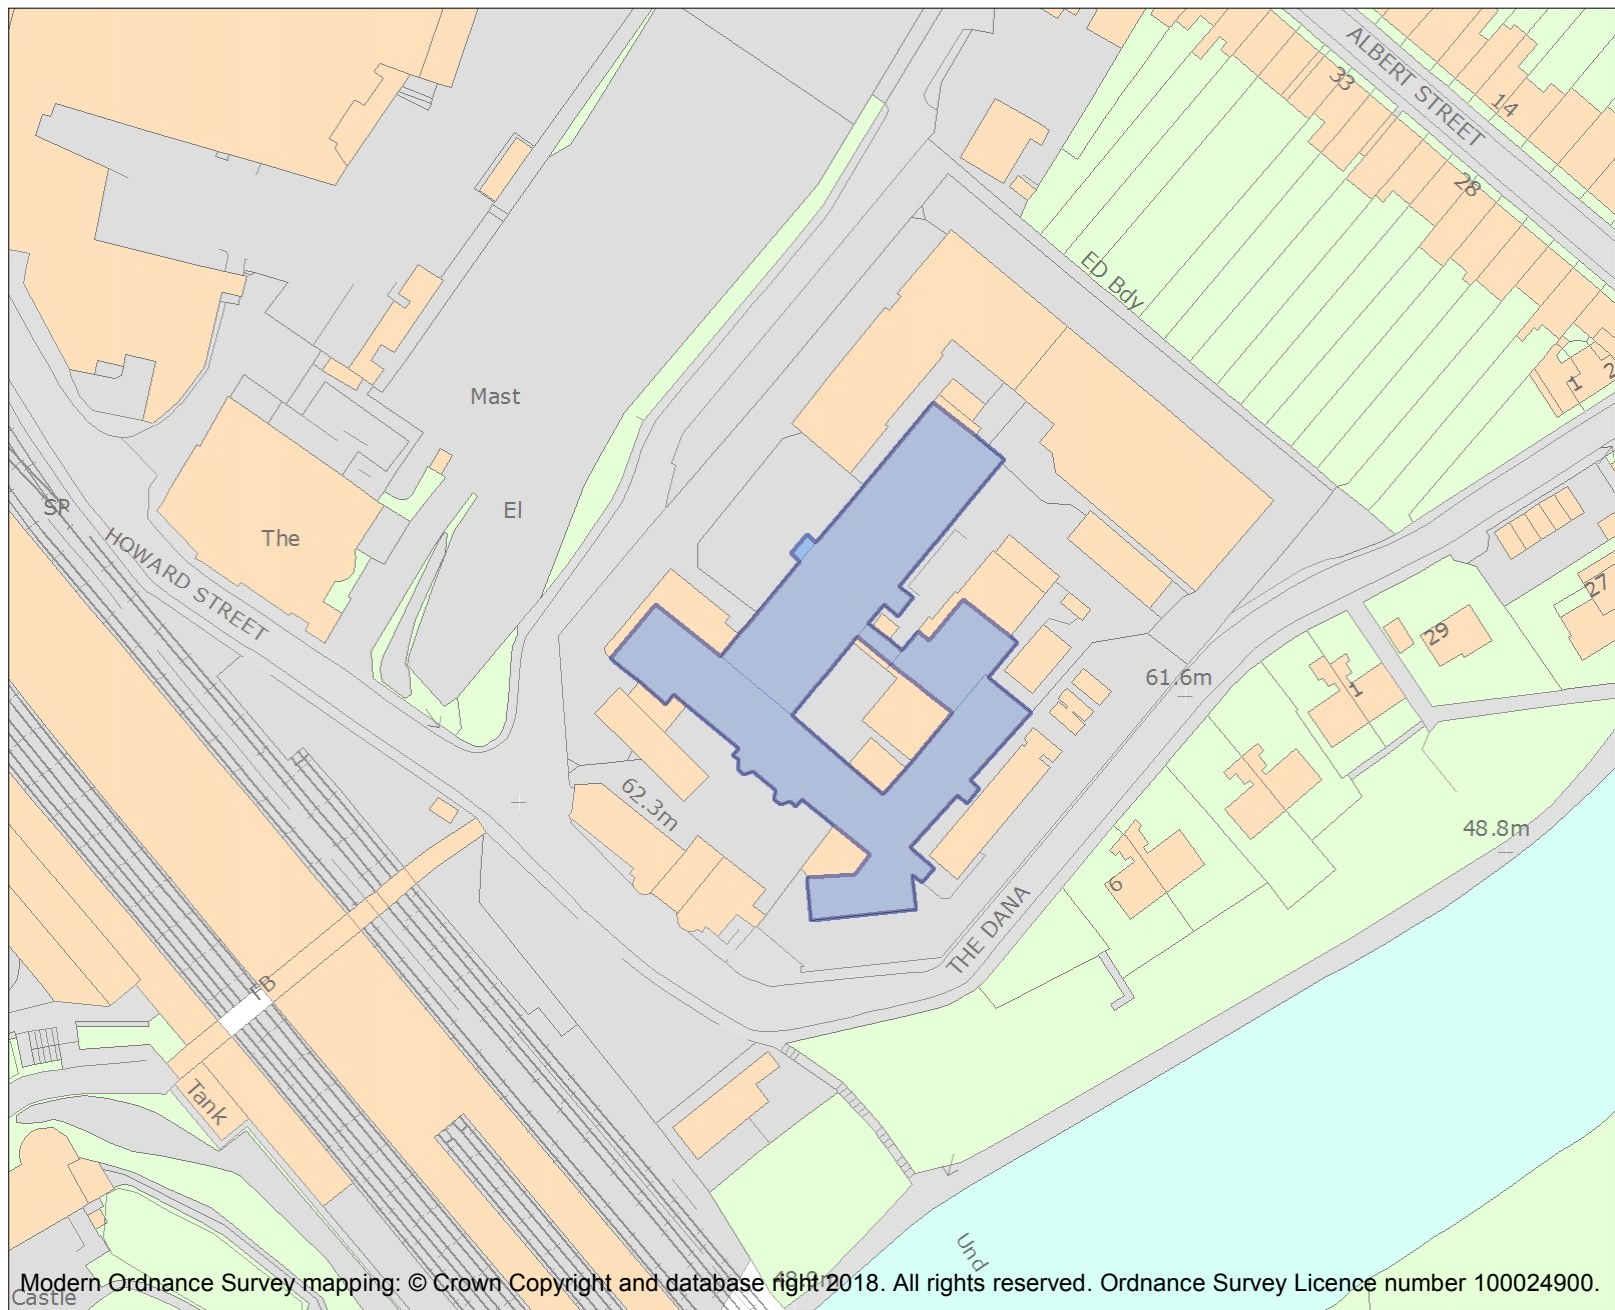 ALBERT STREET
33
14
28
ED Bdy
1
2
Mast
SP
El
The
HOWARD STREET
27
29
61.6m
1
62.3m
48.8m
6
THE DANA
FB
Tank
Und
Castle
Modern Ordnance Survey mapping: © Crown Copyright and database right 2018. All rights reserved. Ordnance Survey Licence number 100024900.